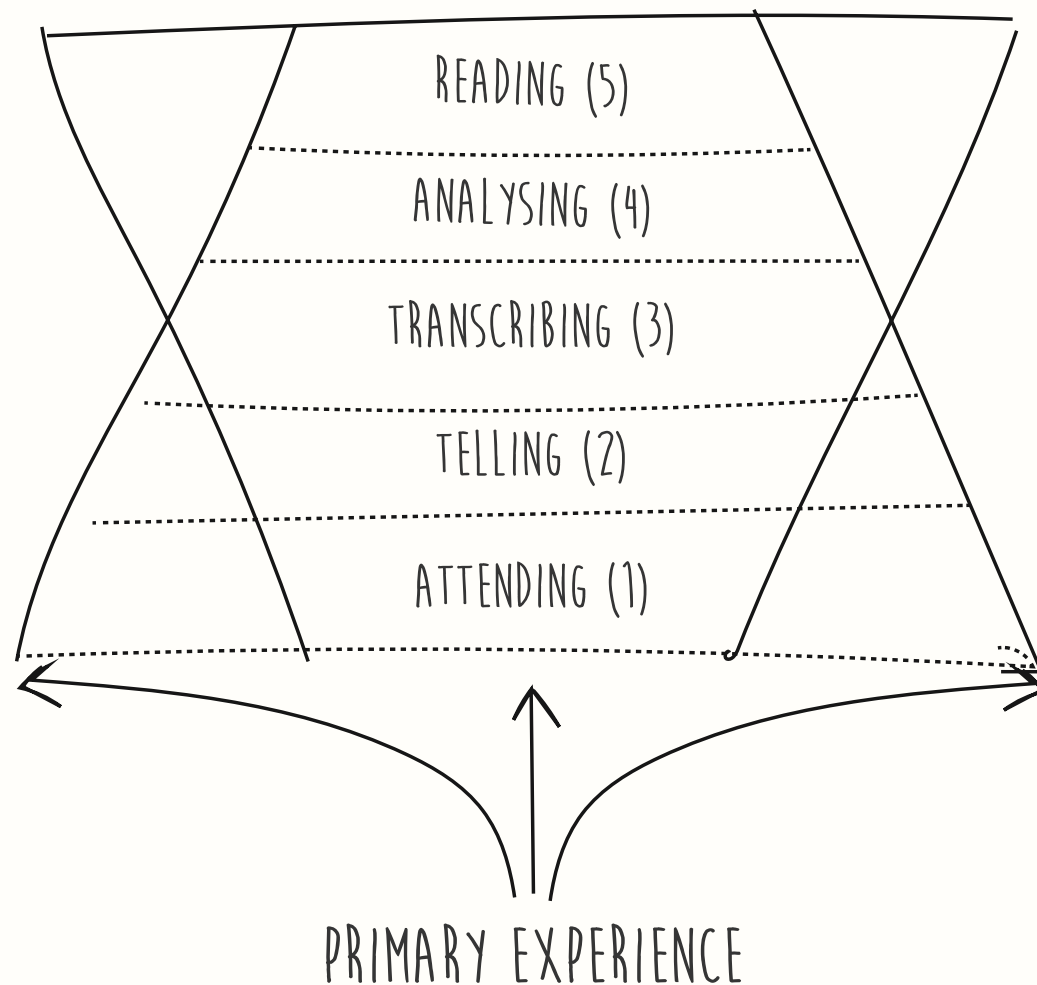 READING (5)
ANALYSING (4)
TRANSCRIBING (3)
TELLING (2)
ATTENDING (1)
PRIMARY EXPERIENCE